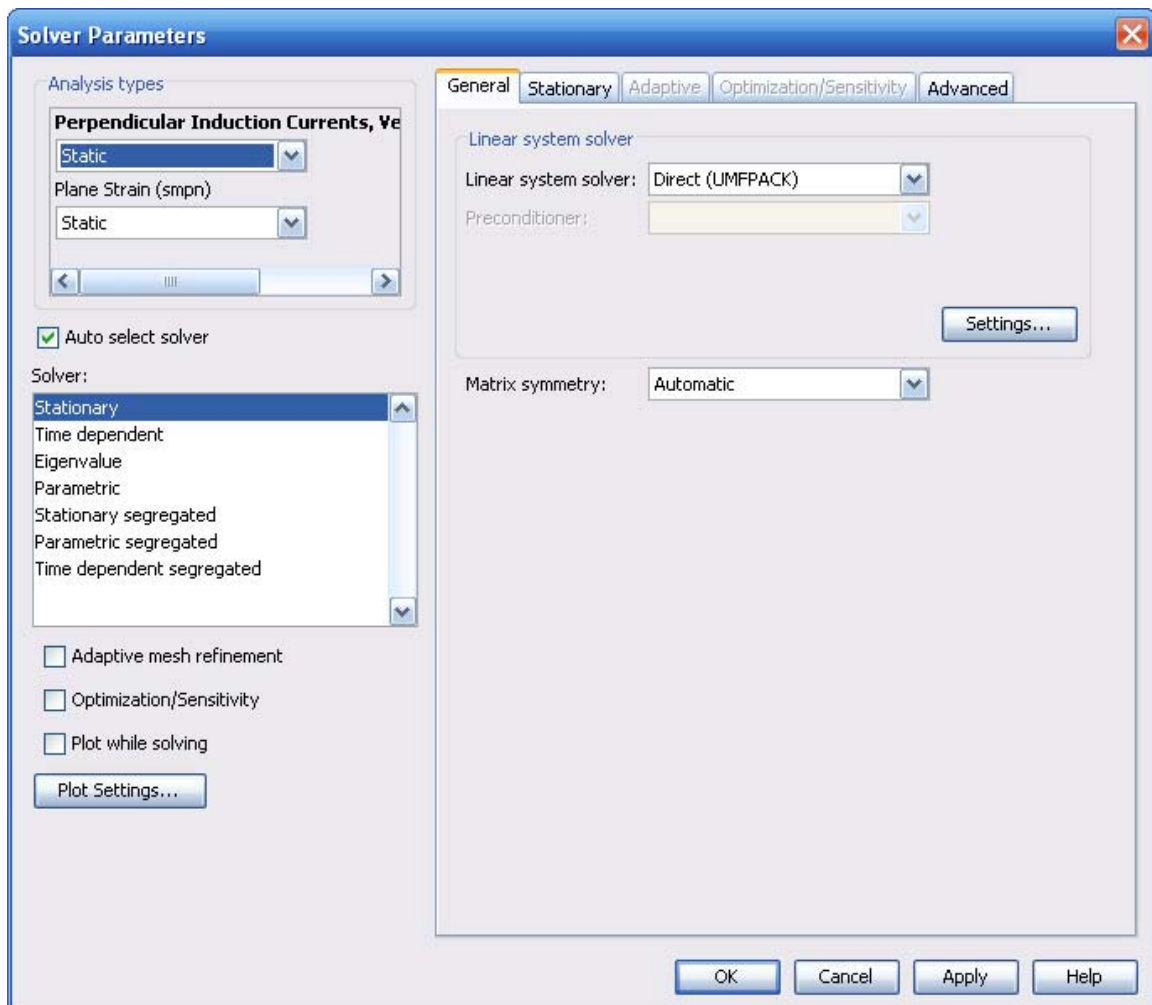 Solver Parameters
Analysis types
Perpendicular Induction Currents, Ve
Static
Plane Strain (smpn)
Static
Auto select solver
Solver:
Stationary
Time dependent
Eigenvalue
Parametric
Stationary segregated
Parametric segregated
Time dependent segregated
Adaptive mesh refinement
Optimization/Sensitivity
Plot while solving
Plot Settings...
General Stationary Adaptive Optimization/Sensitivity Advanced
Linear system solver
Linear system solver: Direct (UMFPACK)
Preconditioner:
Settings...
Matrix symmetry: Automatic
OK Cancel Apply Help